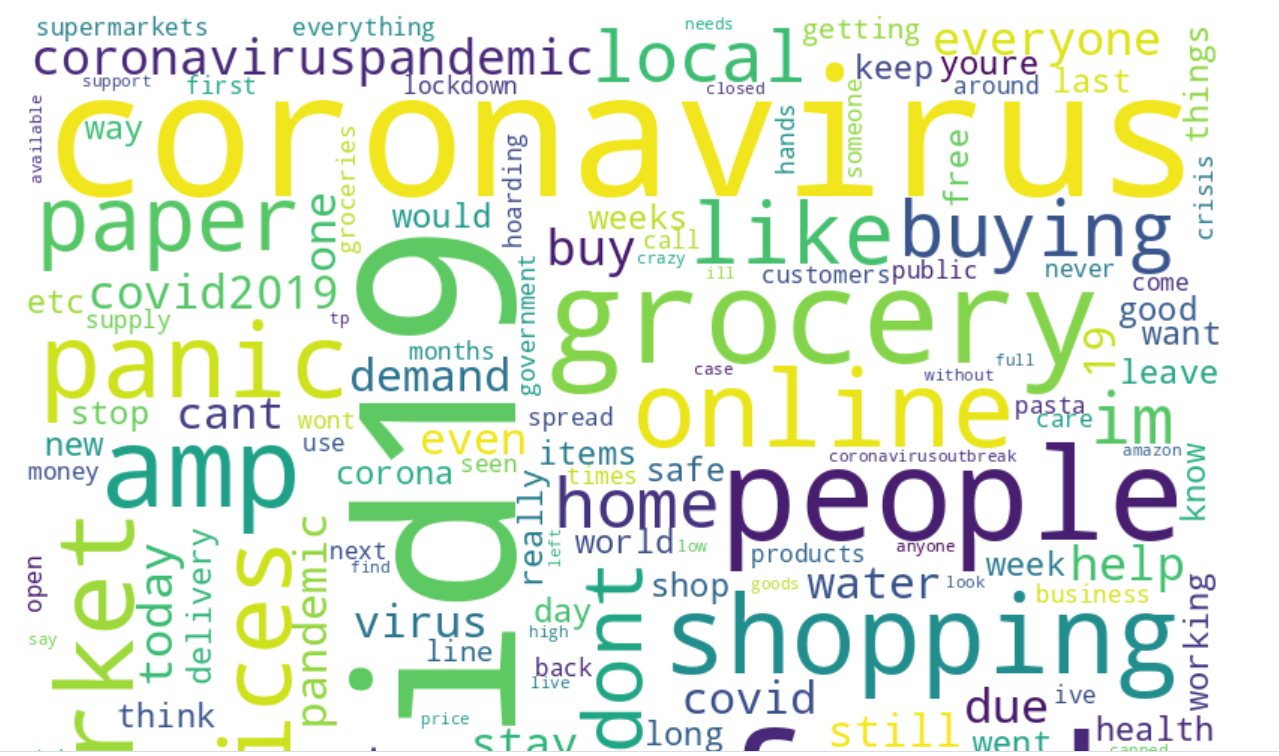 supermarkets
everything
needs
getting
everyone
things
coronaviruspandemic
local
keep
youre
support
first
lockdown
closed
around
last
available
way
coronavirus
hands
someone
free
crisis
groceries
hoarding
paper
one
would
weeks
like
buying
buy
call
crazy
ill
customers
public
never
come
etc
covid2019
supply
tp
government
grocery
good
want
19
panic
months
demand
case
without
full
leave
stop
cant
wont
spread
online
pasta
care
im
new
use
even
money
amp
corona
seen
items
times
safe
coronavirusoutbreak
amazon
know
really
home
people
next
find
left
world
low
products
anyone
week
help
open
today
delivery
pandemic
shop
goods
water
look
business
say
virus
line
day
high
back
live
dont
shopping
working
think
price
covid
due
ive
stay
long
still
went
health
canned
id19
rket
ices